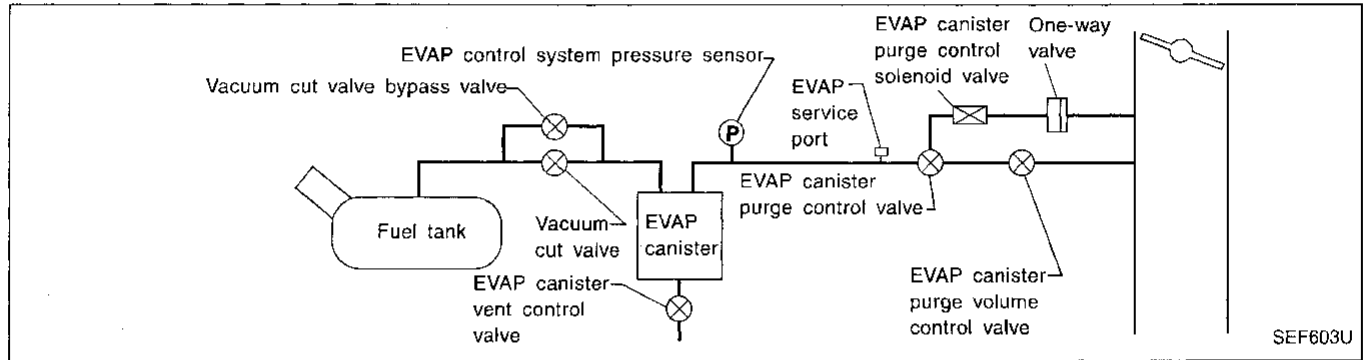 EVAP control system pressure sensor
Vacuum cut valve bypass valve
EVAP canister
purge control
solenoid valve
One-way
valve
EVAP
service
port
P
Fuel tank
Vacuum
cut valve
EVAP
canister
EVAP canister
purge control valve
EVAP canister
vent control
valve
EVAP canister
purge volume
control valve
SEF603U